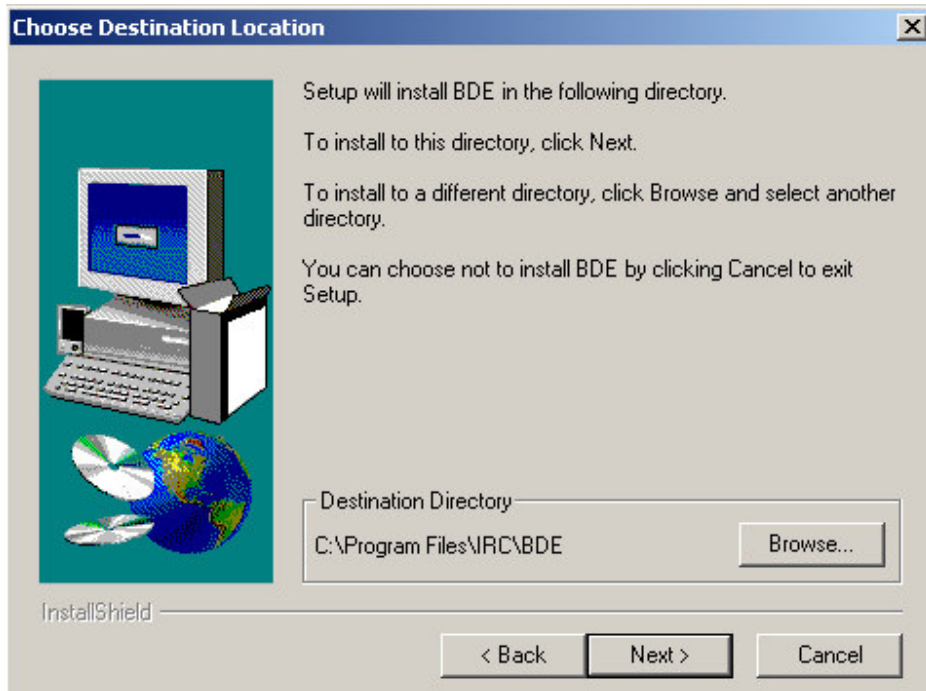 Choose Destination Location
Setup will install BDE in the following directory.
To install to this directory, click Next.
To install to a different directory, click Browse and select another
directory.
You can choose not to install BDE by clicking Cancel to exit
Setup.
Destination Directory
C:\Program Files\IRC\BDE
Browse...
InstallShield
< Back
Next >
Cancel